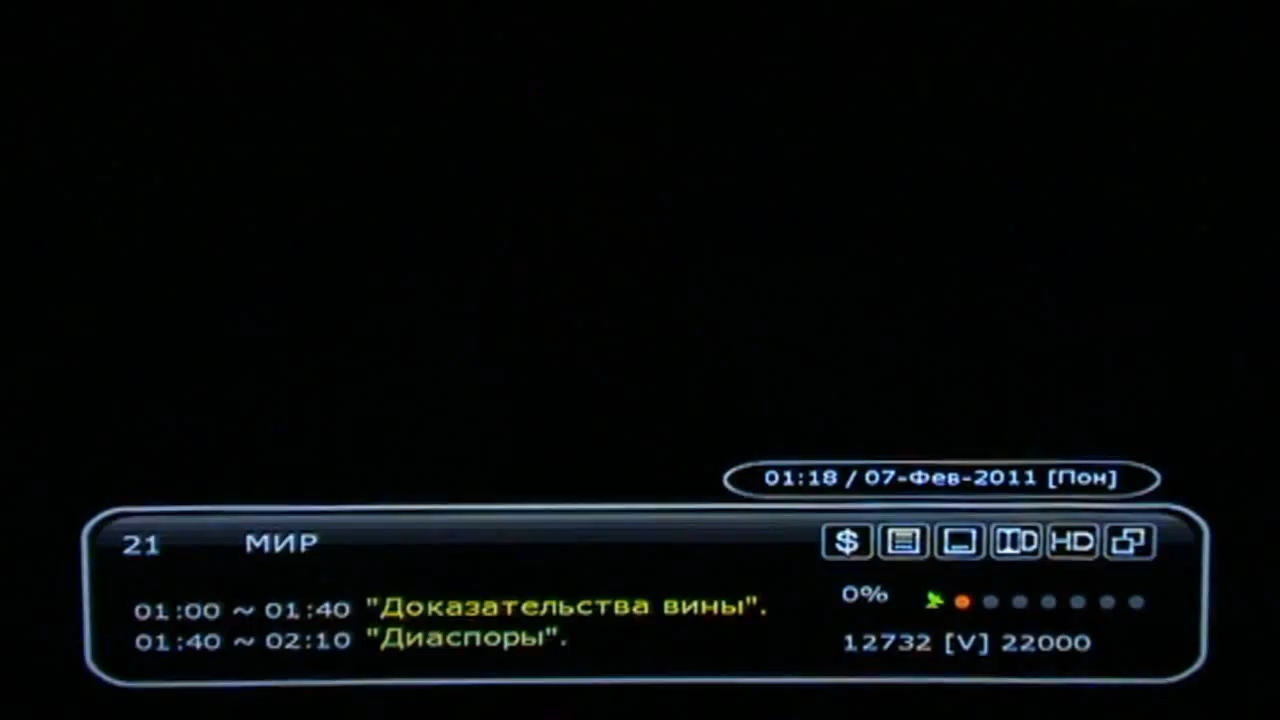 01:18 / 07-Фев-2011 [Пон]
21 МИР
$ HD
01:00 ~ 01:40 "Доказательства вины". 0%
01:40 ~ 02:10 "Диаспоры". 12732 [V] 22000